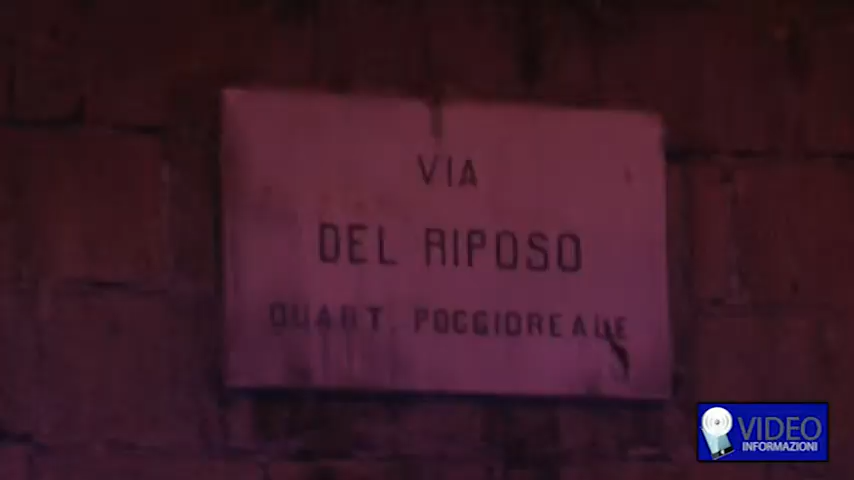 VIA
DEL RIPOSO
QUART. POGGIOREALE
VIDEO
INFORMAZIONI